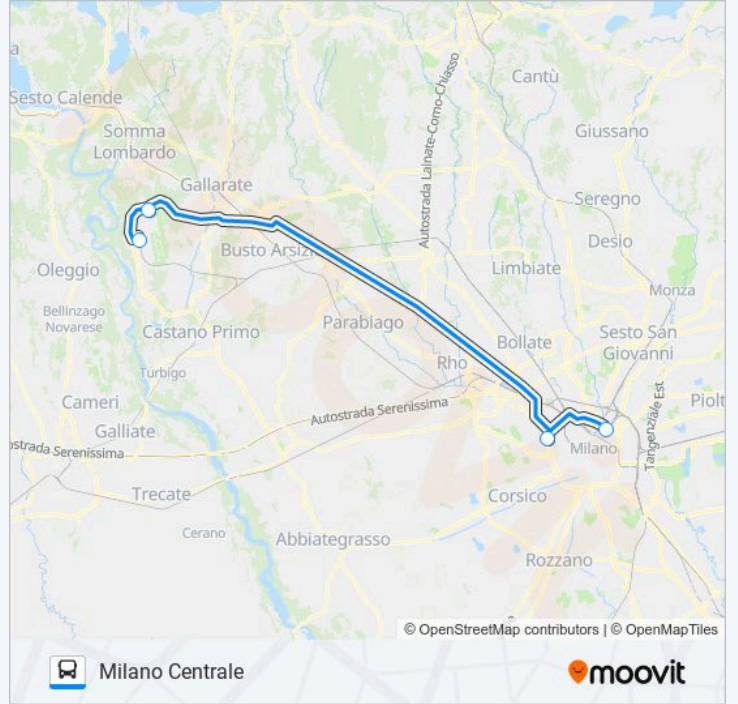 a
Cantù
Sesto Calende
Somma
Lombardo
Giussano
Autostrada Lainate-Como-Chiasso
Gallarate
Seregno
Desio
Busto Arsizi
Limbiate
Oleggio
Monza
Bellinzago
Novarese
Parabiago
Castano Primo
Bollate
Sesto San
Giovanni
Rho
Turbigo
Cameri
Autostrada Serenissima
Tangenziale Est
Piolt
Galliate
ostrada Serenissima
Milano
Trecate
Corsico
Cerano
Abbiategrasso
Rozzano
© OpenStreetMap contributors | © OpenMapTiles
Milano Centrale
moovit